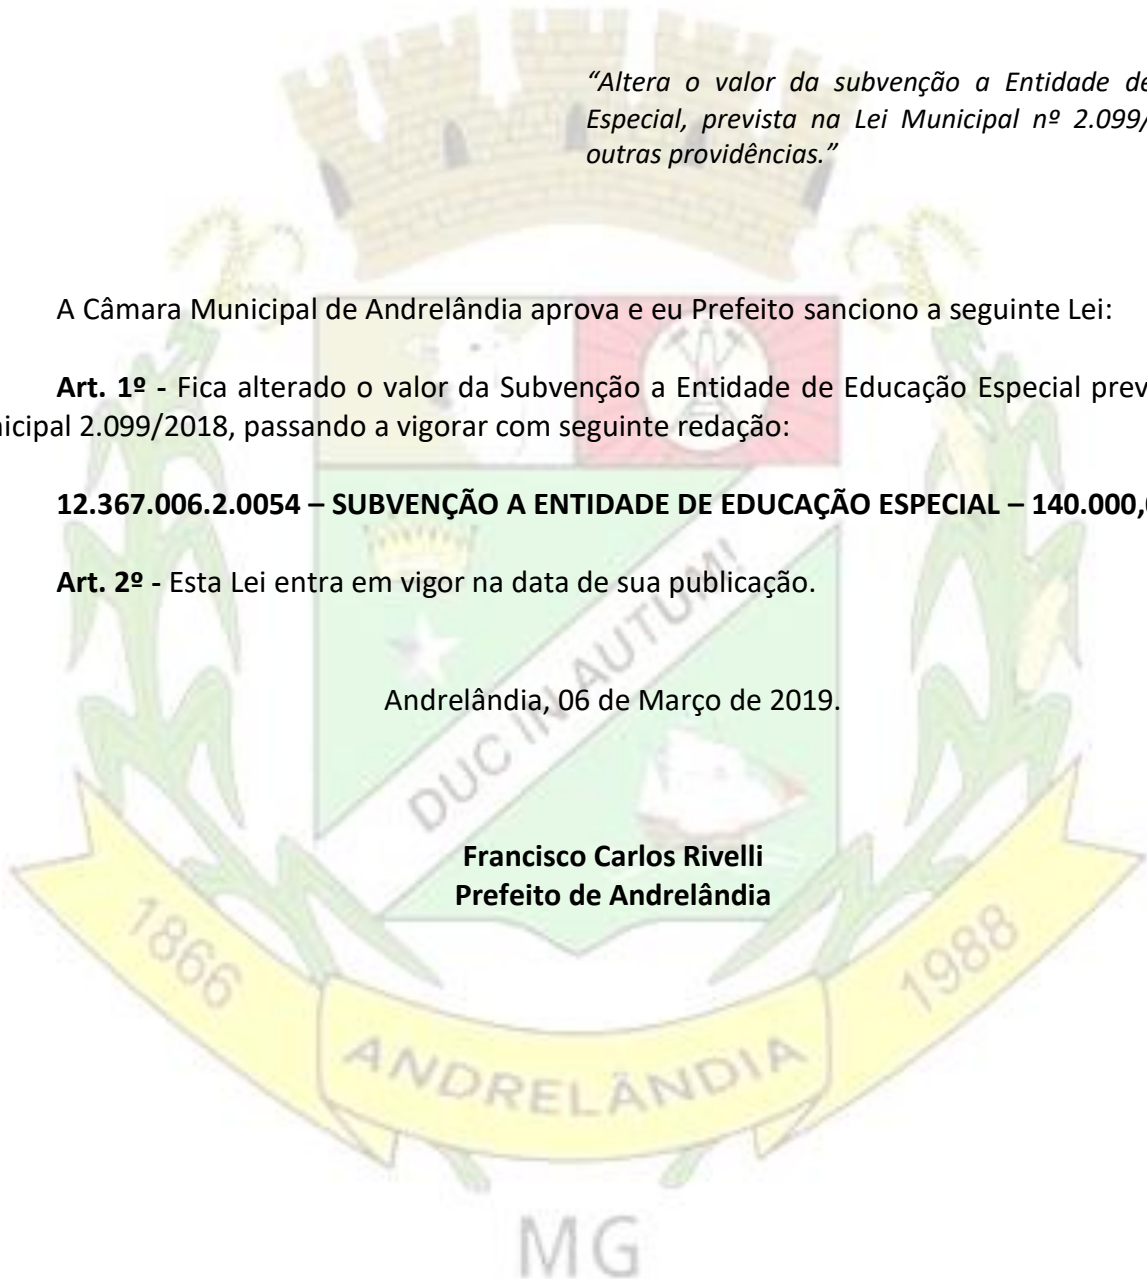 “Altera o valor da subvenção a Entidade de
Especial, prevista na Lei Municipal nº 2.099/
outras providências.”
A Câmara Municipal de Andrelândia aprova e eu Prefeito sanciono a seguinte Lei:
Art. 1º - Fica alterado o valor da Subvenção a Entidade de Educação Especial prev
nicipal 2.099/2018, passando a vigorar com seguinte redação:
12.367.006.2.0054 – SUBVENÇÃO A ENTIDADE DE EDUCAÇÃO ESPECIAL – 140.000,
Art. 2º - Esta Lei entra em vigor na data de sua publicação.
Andrelândia, 06 de Março de 2019.
DUC IN AUTUM!
Francisco Carlos Rivelli
Prefeito de Andrelândia
1866
1988
ANDRELÂNDIA
MG